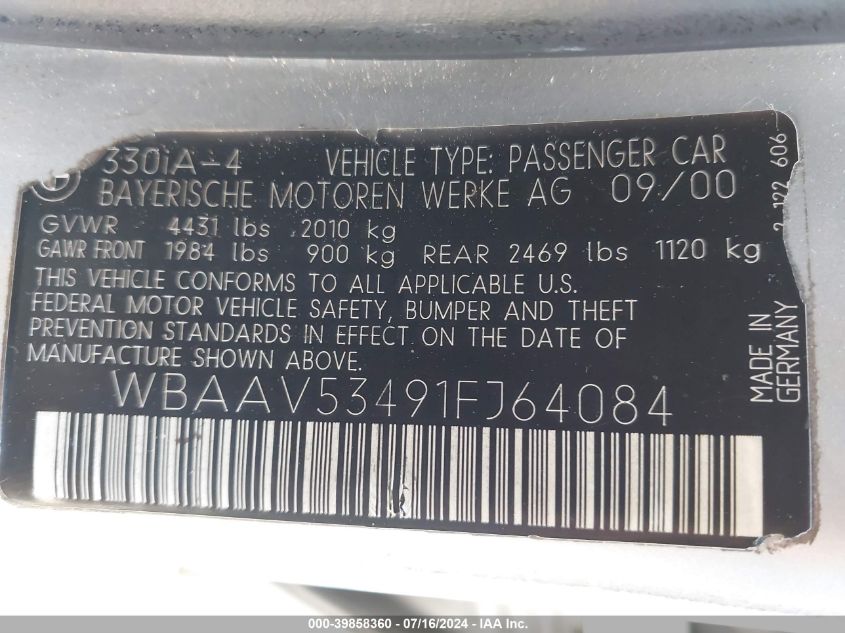 330iA-4 VEHICLE TYPE: PASSENGER CAR
BAYERISCHE MOTOREN WERKE AG 09/00
GVWR 4431 lbs 2010 kg
GAWR FRONT 1984 lbs 900 kg REAR 2469 lbs 1120 kg
THIS VEHICLE CONFORMS TO ALL APPLICABLE U.S.
FEDERAL MOTOR VEHICLE SAFETY, BUMPER AND THEFT
PREVENTION STANDARDS IN EFFECT ON THE DATE OF
MANUFACTURE SHOWN ABOVE.
WBAAV53491FJ64084
MADE IN
GERMANY
122 606
000-39858360 - 07/16/2024 - IAA Inc.